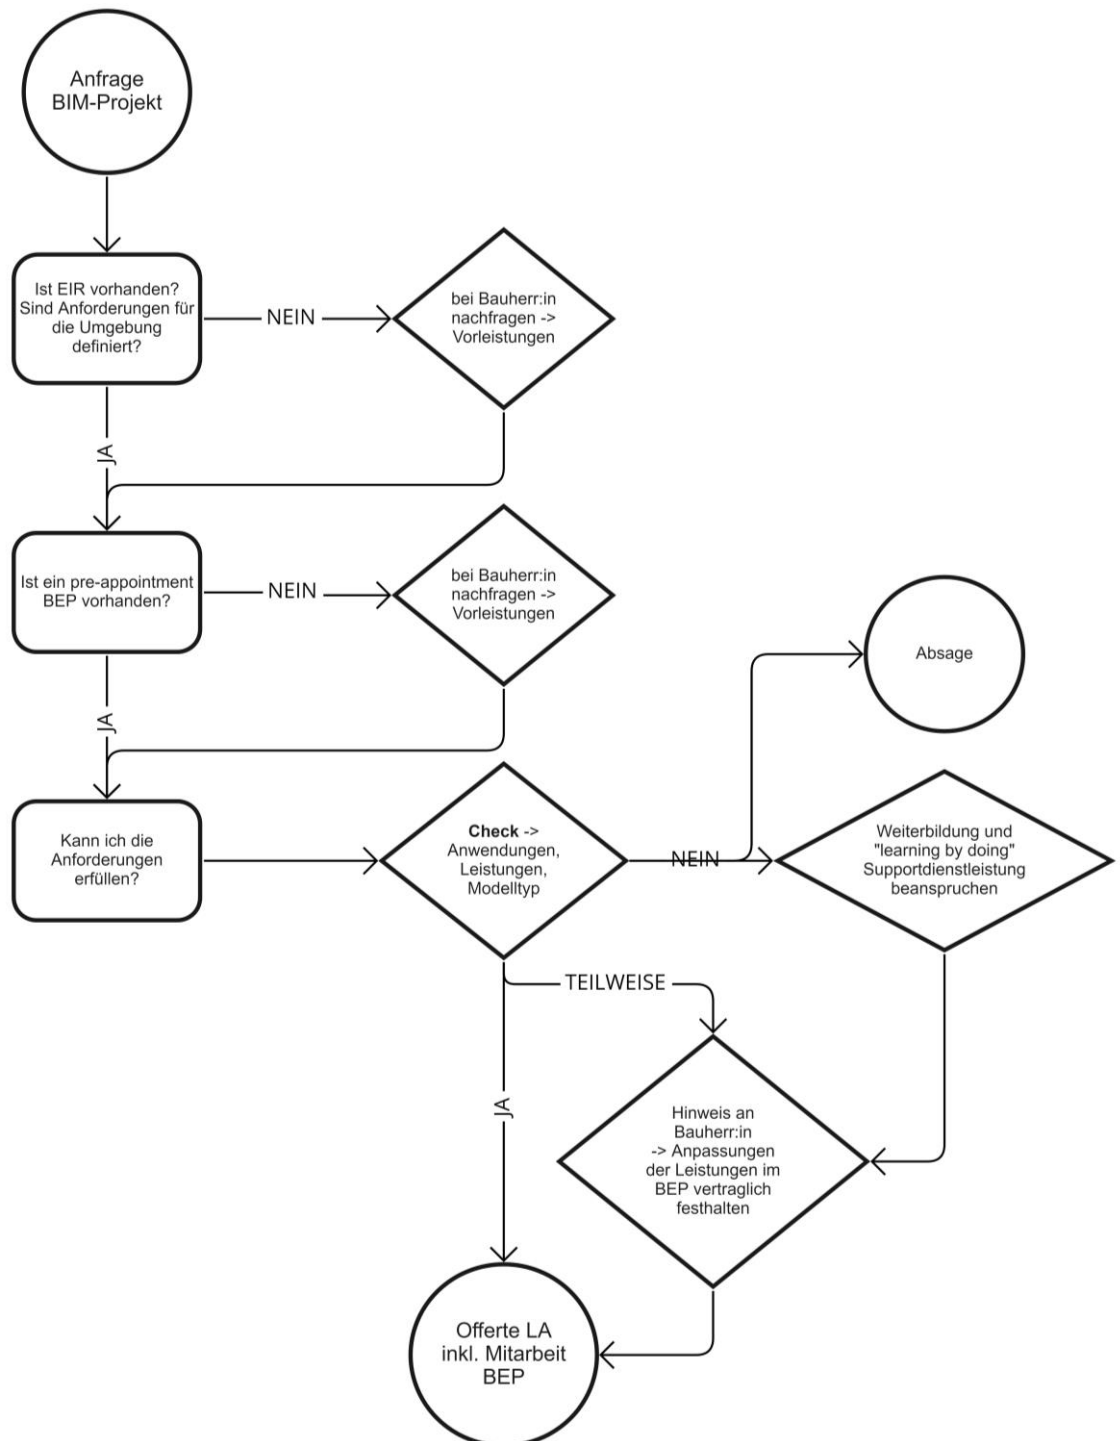 Anfrage
BIM-Projekt
Ist EIR vorhanden?
Sind Anforderungen für
die Umgebung
definiert?
NEIN
bei Bauherr:in
nachfragen ->
Vorleistungen
JA
Ist ein pre-appointment
BEP vorhanden?
NEIN
bei Bauherr:in
nachfragen ->
Vorleistungen
Absage
JA
Kann ich die
Anforderungen
erfüllen?
Check ->
Anwendungen,
Leistungen,
Modelltyp
NEIN
Weiterbildung und
"learning by doing"
Supportdienstleistung
beanspruchen
TEILWEISE
JA
Hinweis an
Bauherr:in
-> Anpassungen
der Leistungen im
BEP vertraglich
festhalten
Offerte LA
inkl. Mitarbeit
BEP